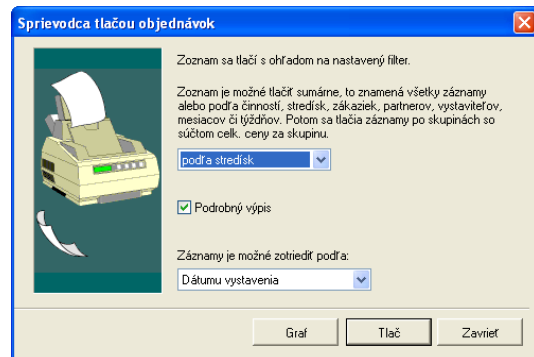 Sprievodca tlačou objednávok
Zoznam sa tlačí s ohľadom na nastavený filter.
Zoznam je možné tlačiť sumárne, to znamená všetky záznamy
alebo podľa činností, stredísk, zákaziek, partnerov, vystaviteľov,
mesiacov či týždňov. Potom sa tlačia záznamy po skupinách so
súčtom celk. ceny za skupinu.
podľa stredísk
Podrobný výpis
Záznamy je možné zotriediť podľa:
Dátumu vystavenia
Graf
Tlač
Zavrieť